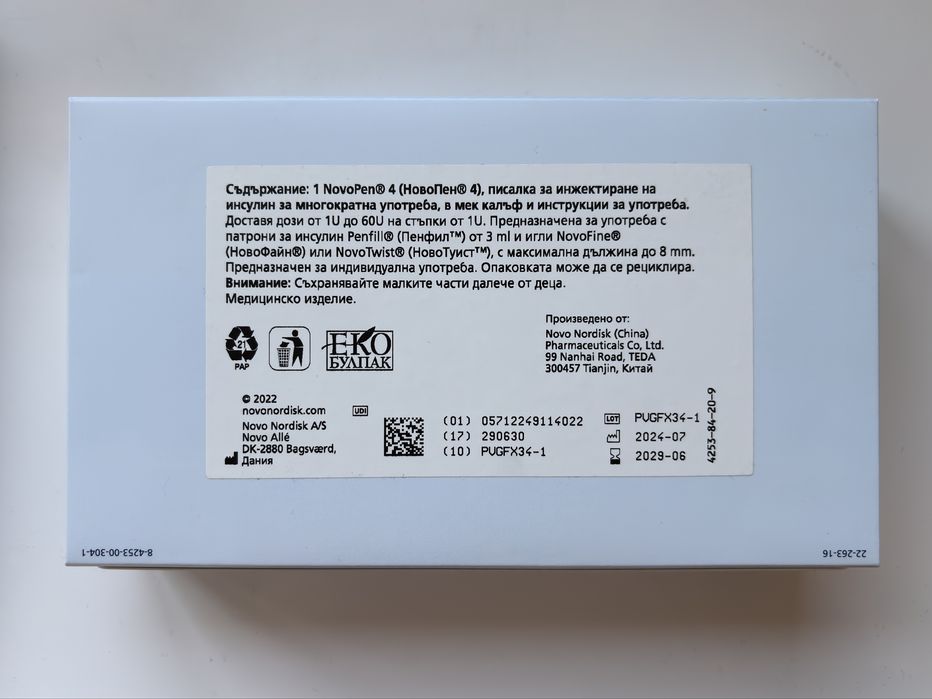 Съдържание: 1 NovoPen® 4 (НовоПен® 4), писалка за инжектиране на
инсулин за многократна употреба, в мек калъф и инструкции за употреба.
Доставя дози от 1U до 60U на стъпки от 1U. Предназначена за употреба с
патрони за инсулин Penfill® (Пенфил™) от 3 ml и игли NovoFine®
(НовоФайн®) или NovoTwist® (НовоТуист™), с максимална дължина до 8 mm.
Предназначен за индивидуална употреба. Опаковката може да се рециклира.
Внимание: Съхранявайте малките части далече от деца.
Медицинско изделие.
21
PAP
ЕКО
БУЛПАК
Произведено от:
Novo Nordisk (China)
Pharmaceuticals Co, Ltd.
99 Nanhai Road, TEDA
300457 Tianjin, Китай
© 2022
novonordisk.com
Novo Nordisk A/S
Novo Allé
DK-2880 Bagsværd,
Дания
UDI
(01) 05712249114022
(17) 290630
(10) PVGFX34-1
LOT PVGFX34-1
2024-07
2029-06
4253-84-20-9
8-4253-00-304-1
22-263-16